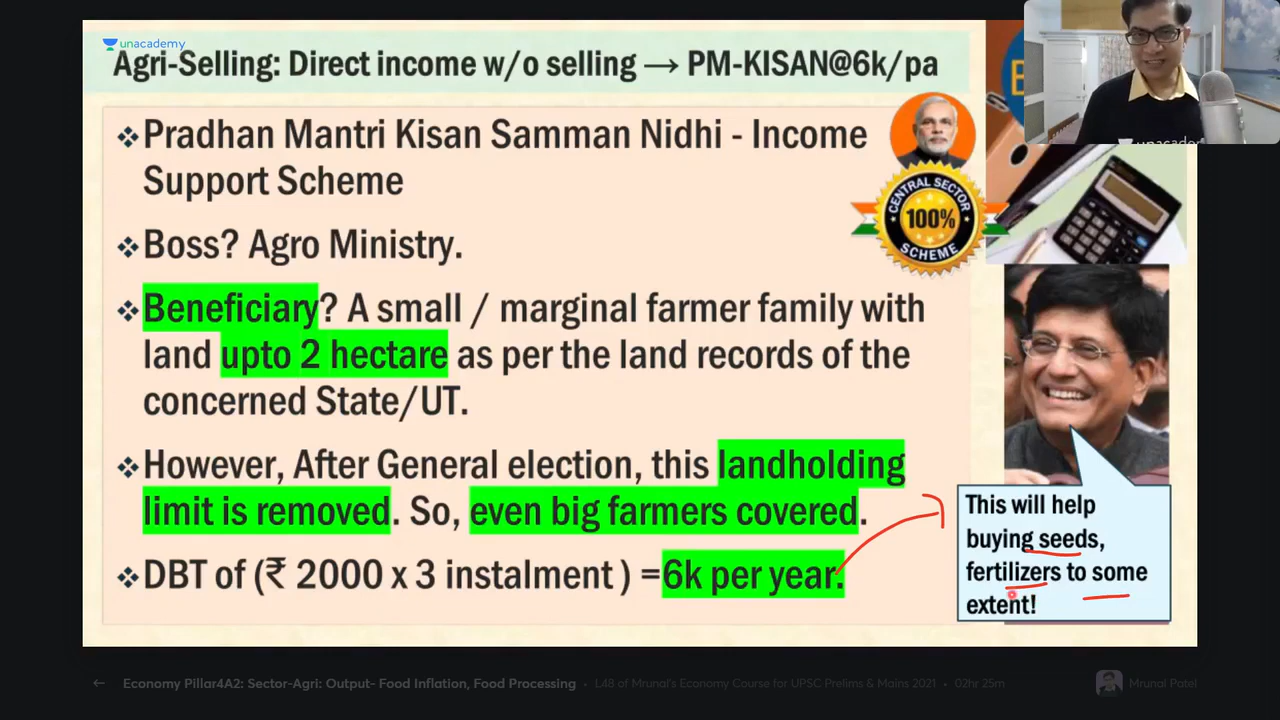 unacademy
Agri-Selling: Direct income w/o selling → PM-KISAN@6k/pa
❖Pradhan Mantri Kisan Samman Nidhi - Income
Support Scheme
❖Boss? Agro Ministry.
❖Beneficiary? A small / marginal farmer family with
land upto 2 hectare as per the land records of the
concerned State/UT.
❖However, After General election, this landholding
limit is removed. So, even big farmers covered.
❖DBT of (₹ 2000 x 3 instalment ) =6k per year.
CENTRAL SECTOR
100%
SCHEME
unacademy
This will help
buying seeds,
fertilizers to some
extent!
← Economy Pillar4A2: Sector-Agri: Output- Food Inflation, Food Processing • L48 of Mrunal's Economy Course for UPSC Prelims & Mains 2021 • 02hr 25m
Mrunal Patel